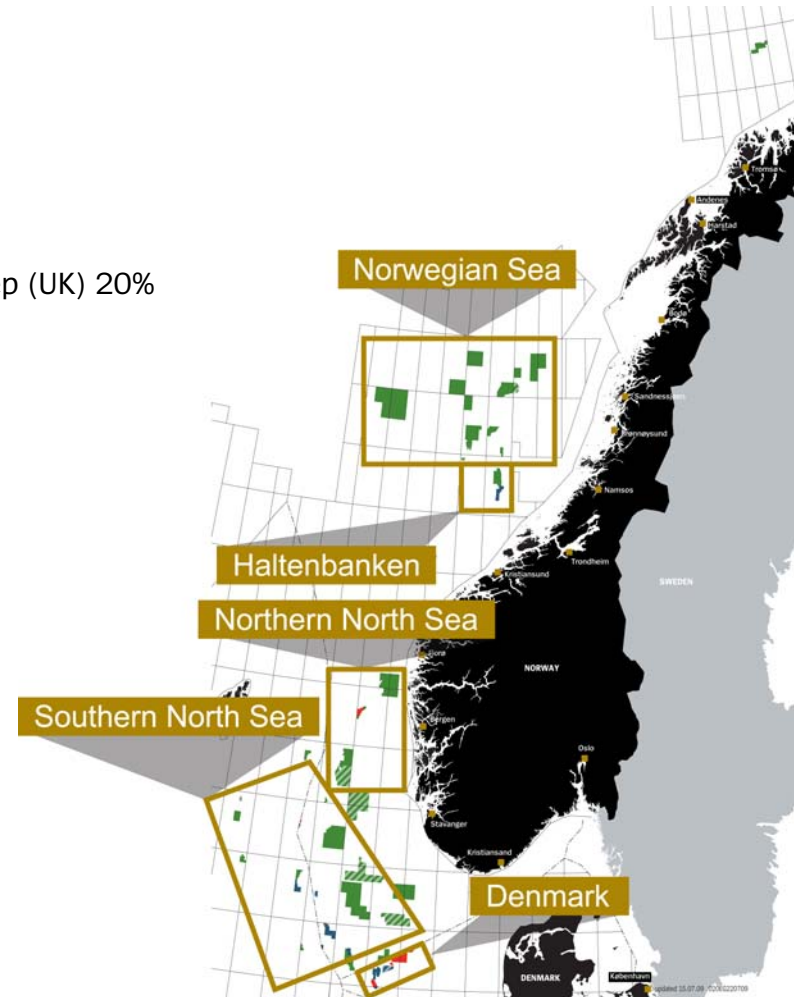 p (UK) 20%
Norwegian Sea
Haltenbanken
Northern North Sea
Southern North Sea
Denmark
Tromsø
Andenes
Harstad
Bodø
Sandnessjøen
Brønnøysund
Namsos
Trondheim
Kristiansund
SWEDEN
NORWAY
Florø
Bergen
Oslo
Stavanger
Kristiansand
DENMARK
København